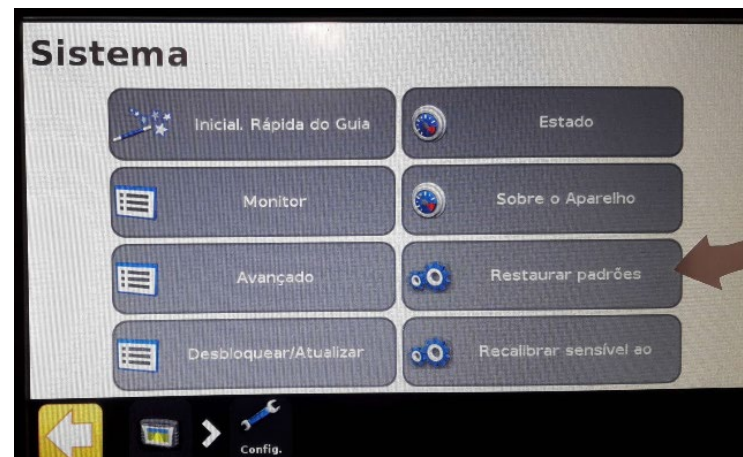 Sistema
Inicial. Rápida do Guia
Estado
Monitor
Sobre o Aparelho
Avançado
Restaurar padrões
Desbloquear/Atualizar
Recalibrar sensível ao
Config.